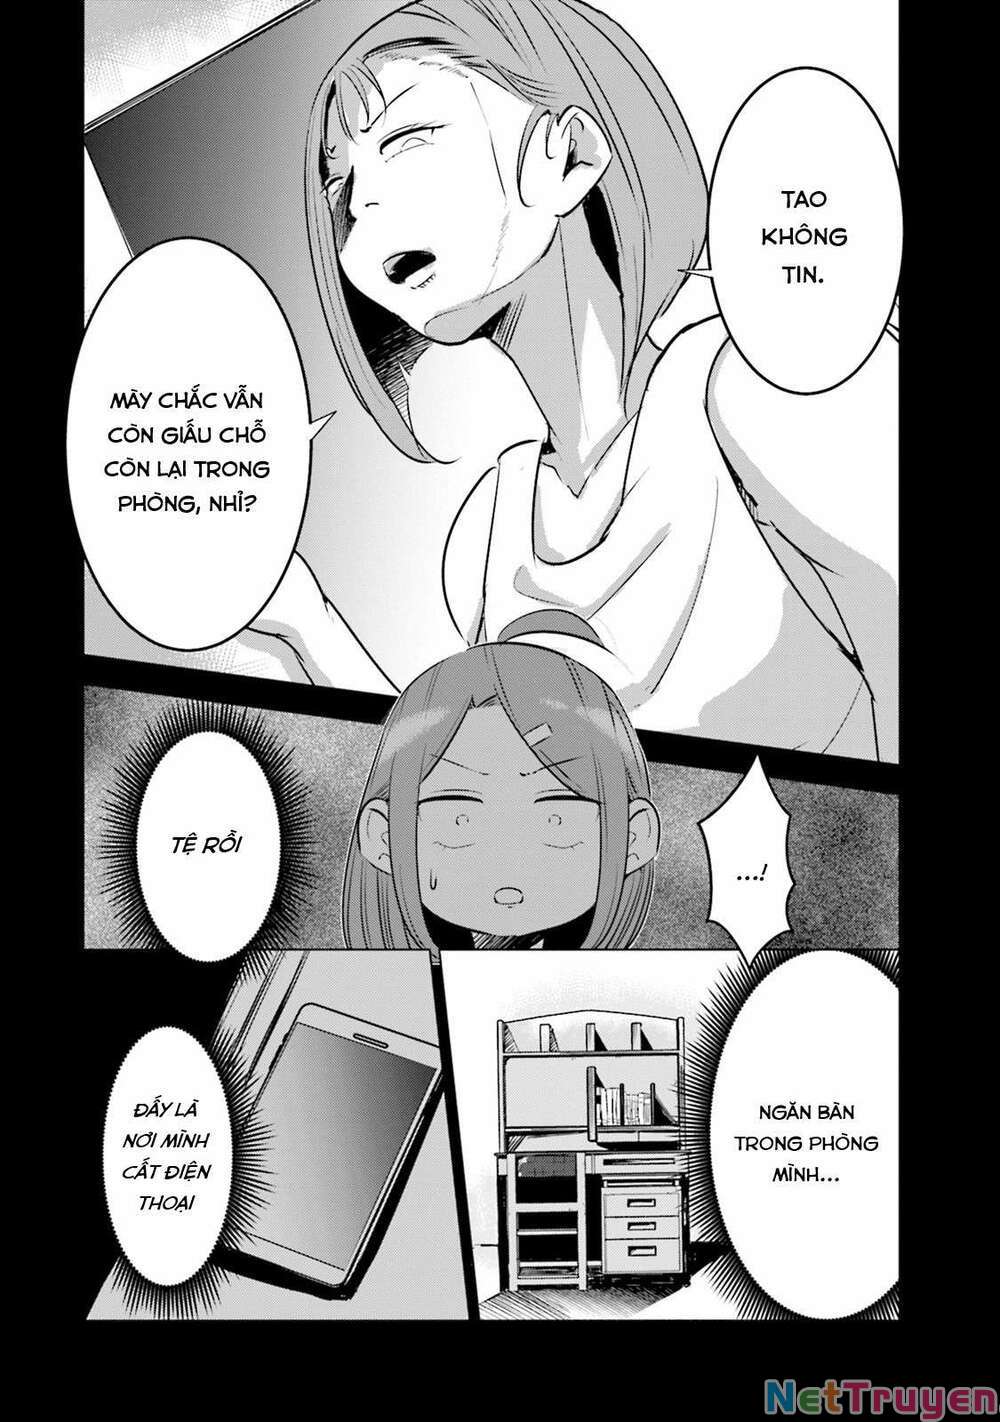 TAO
KHÔNG
TIN.
MÀY CHẮC VẪN
CÒN GIẤU CHỖ
CÒN LẠI TRONG
PHÒNG, NHỈ?
...!
TỆ RỒI
NGĂN BÀN
TRONG PHÒNG
MÌNH...
ĐẤY LÀ
NƠI MÌNH
CẤT ĐIỆN
THOẠI
NetTruyen